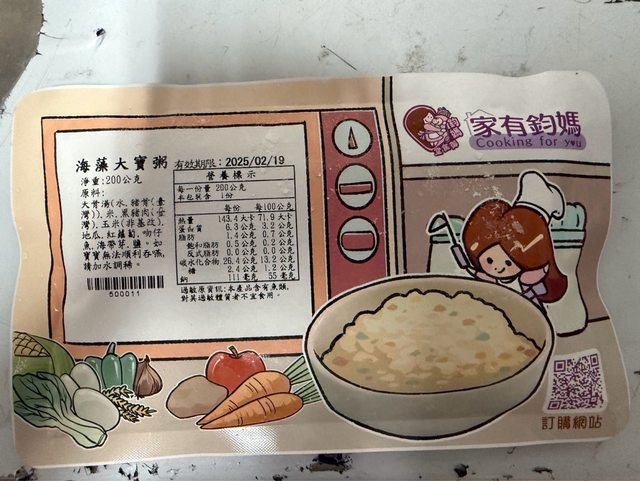 家有鈞媽
Cooking for you
海藻大寶粥
有效期限：2025/02/19
淨重:200公克
原料:
大骨湯(水,豬骨(臺
灣)),米,黑豬肉(臺
灣),玉米(非基改),
地瓜,紅蘿蔔,吻仔
魚,海帶芽,鹽。如
寶寶無法順利吞嚥,
請加水調稀。
500011
營養標示
每一份量 200公克
本包裝含 1份
每份 每100公克
熱量 143.4大卡 71.9大卡
蛋白質 6.3公克 3.2公克
脂肪 1.4公克 0.7公克
飽和脂肪 0.5公克 0.2公克
反式脂肪 0.0公克 0.0公克
碳水化合物 26.4公克 13.2公克
糖 2.4公克 1.2公克
鈉 111毫克 55毫克
過敏原資訊:本產品含有魚類,
對其過敏體質者不宜食用。
訂購網站